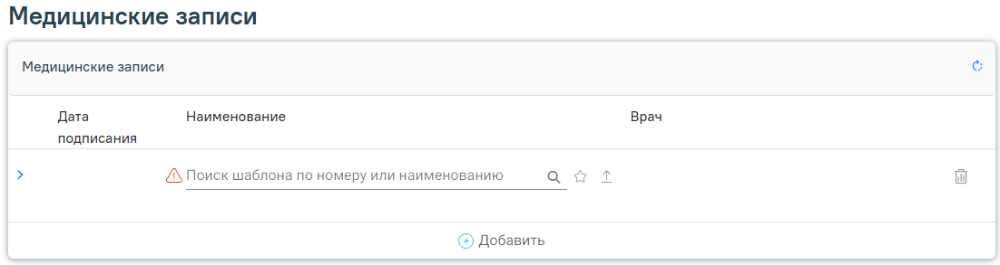 Медицинские записи
Медицинские записи
Дата подписания
Наименование
Врач
Поиск шаблона по номеру или наименованию
Добавить